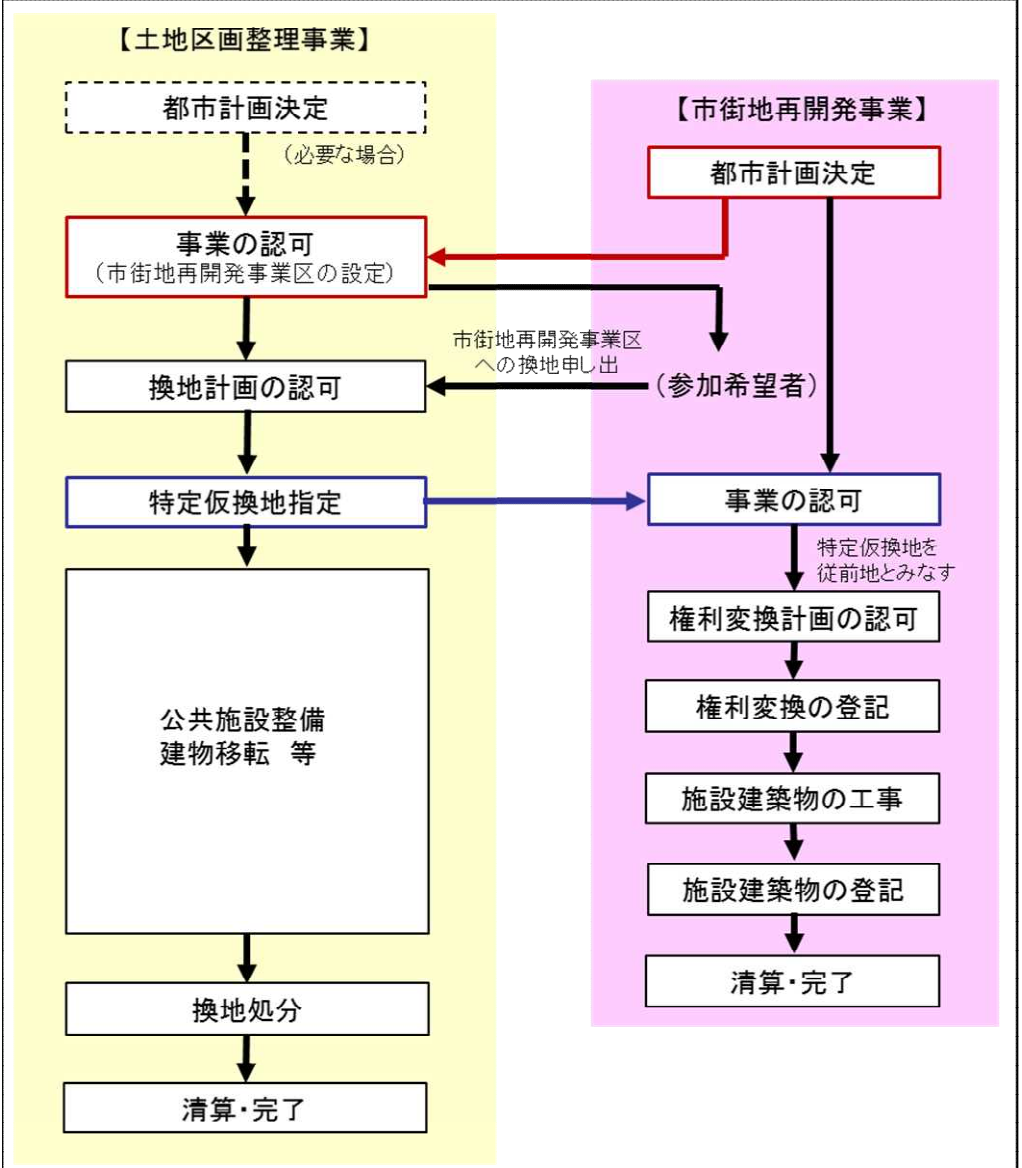 【土地区画整理事業】
都市計画決定
（必要な場合）
事業の認可
（市街地再開発事業区の設定）
換地計画の認可
特定仮換地指定
公共施設整備
建物移転　等
換地処分
清算・完了
市街地再開発事業区
への換地申し出
【市街地再開発事業】
都市計画決定
（参加希望者）
事業の認可
特定仮換地を
従前地とみなす
権利変換計画の認可
権利変換の登記
施設建築物の工事
施設建築物の登記
清算・完了